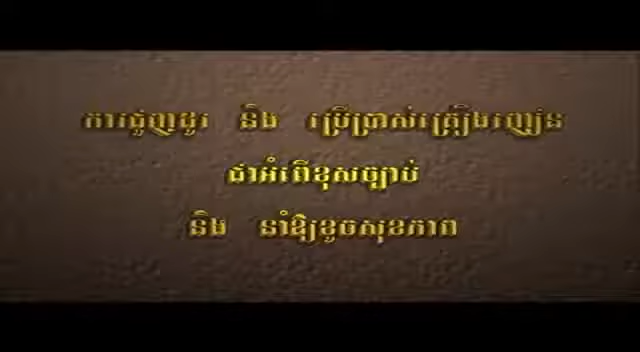 ការជួញដូរ និង ប្រើប្រាស់គ្រឿងញៀន
ជាអំពើខុសច្បាប់
និង នាំឱ្យខូចសុខភាព